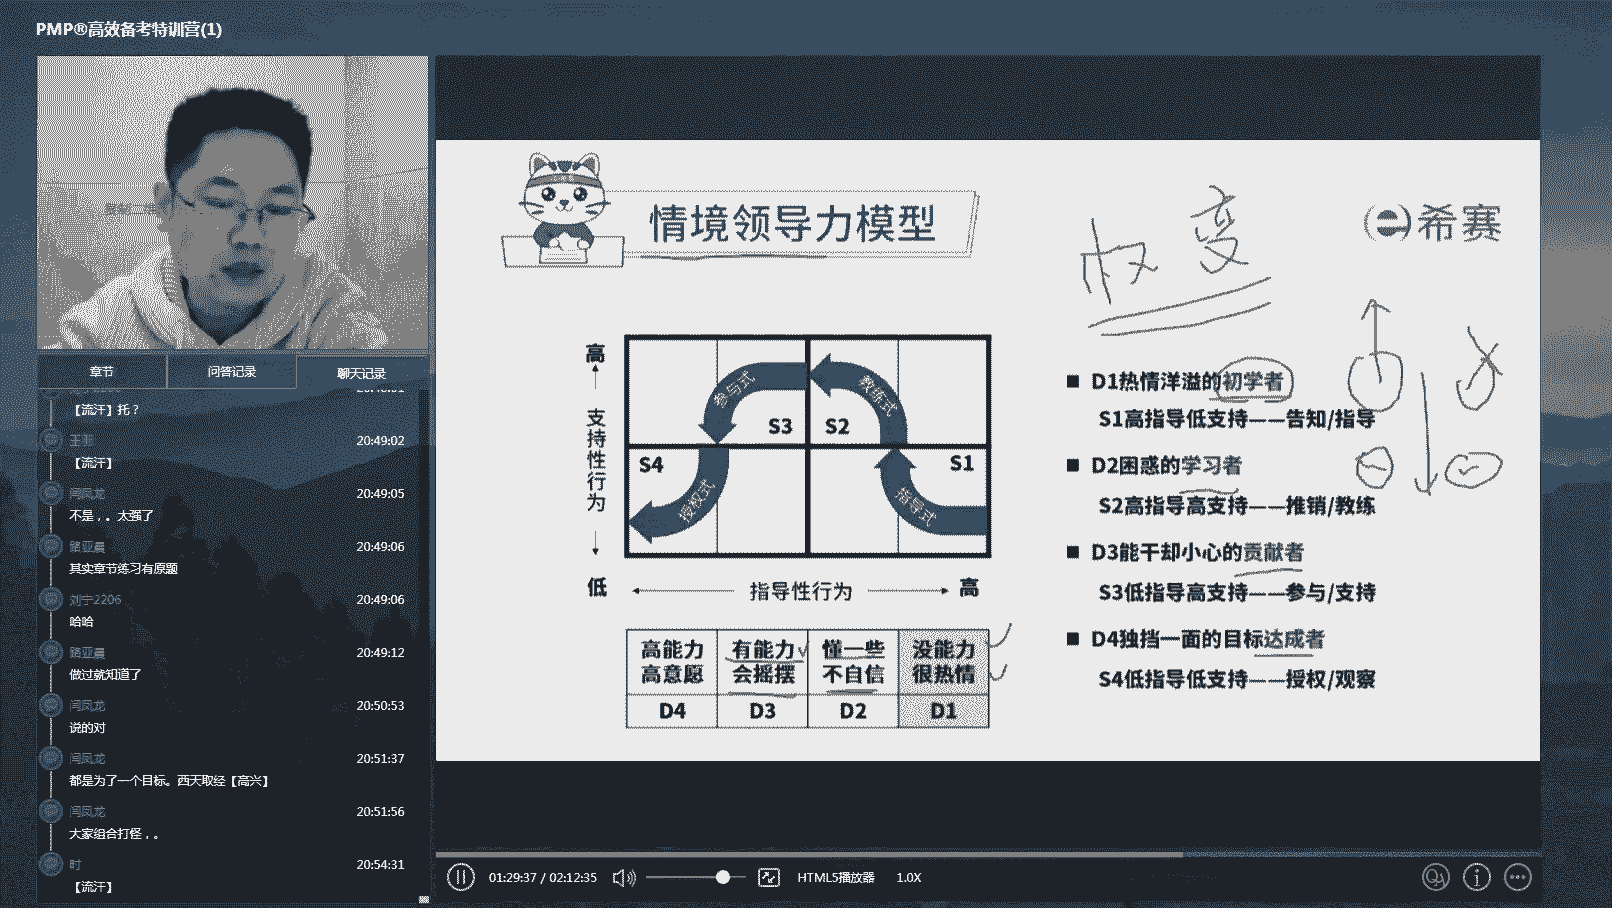 PMP®高效备考特训营(1)
章节
问答记录
聊天记录
【流汗】托？
王羽
20:49:02
【流汗】
闫凤龙
20:49:05
不是，。太强了
路亚晨
20:49:06
其实章节练习有原题
刘宁2206
20:49:06
哈哈
路亚晨
20:49:12
做过就知道了
闫凤龙
20:50:53
说的对
闫凤龙
20:51:37
都是为了一个目标。西天取经【高兴】
闫凤龙
20:51:56
大家组合打怪，。
时
20:54:31
【流汗】
情境领导力模型
权变
希赛
高
支持性行为
低
参与式
教练式
S3
S2
S4
S1
授权式
指导式
指导性行为
高
高能力
高意愿
有能力
会摇摆
懂一些
不自信
没能力
很热情
D4
D3
D2
D1
D1热情洋溢的初学者
S1高指导低支持——告知/指导
D2困惑的学习者
S2高指导高支持——推销/教练
D3能干却小心的贡献者
S3低指导高支持——参与/支持
D4独挡一面的目标达成者
S4低指导低支持——授权/观察
01:29:37 / 02:12:35
HTML5播放器
1.0X